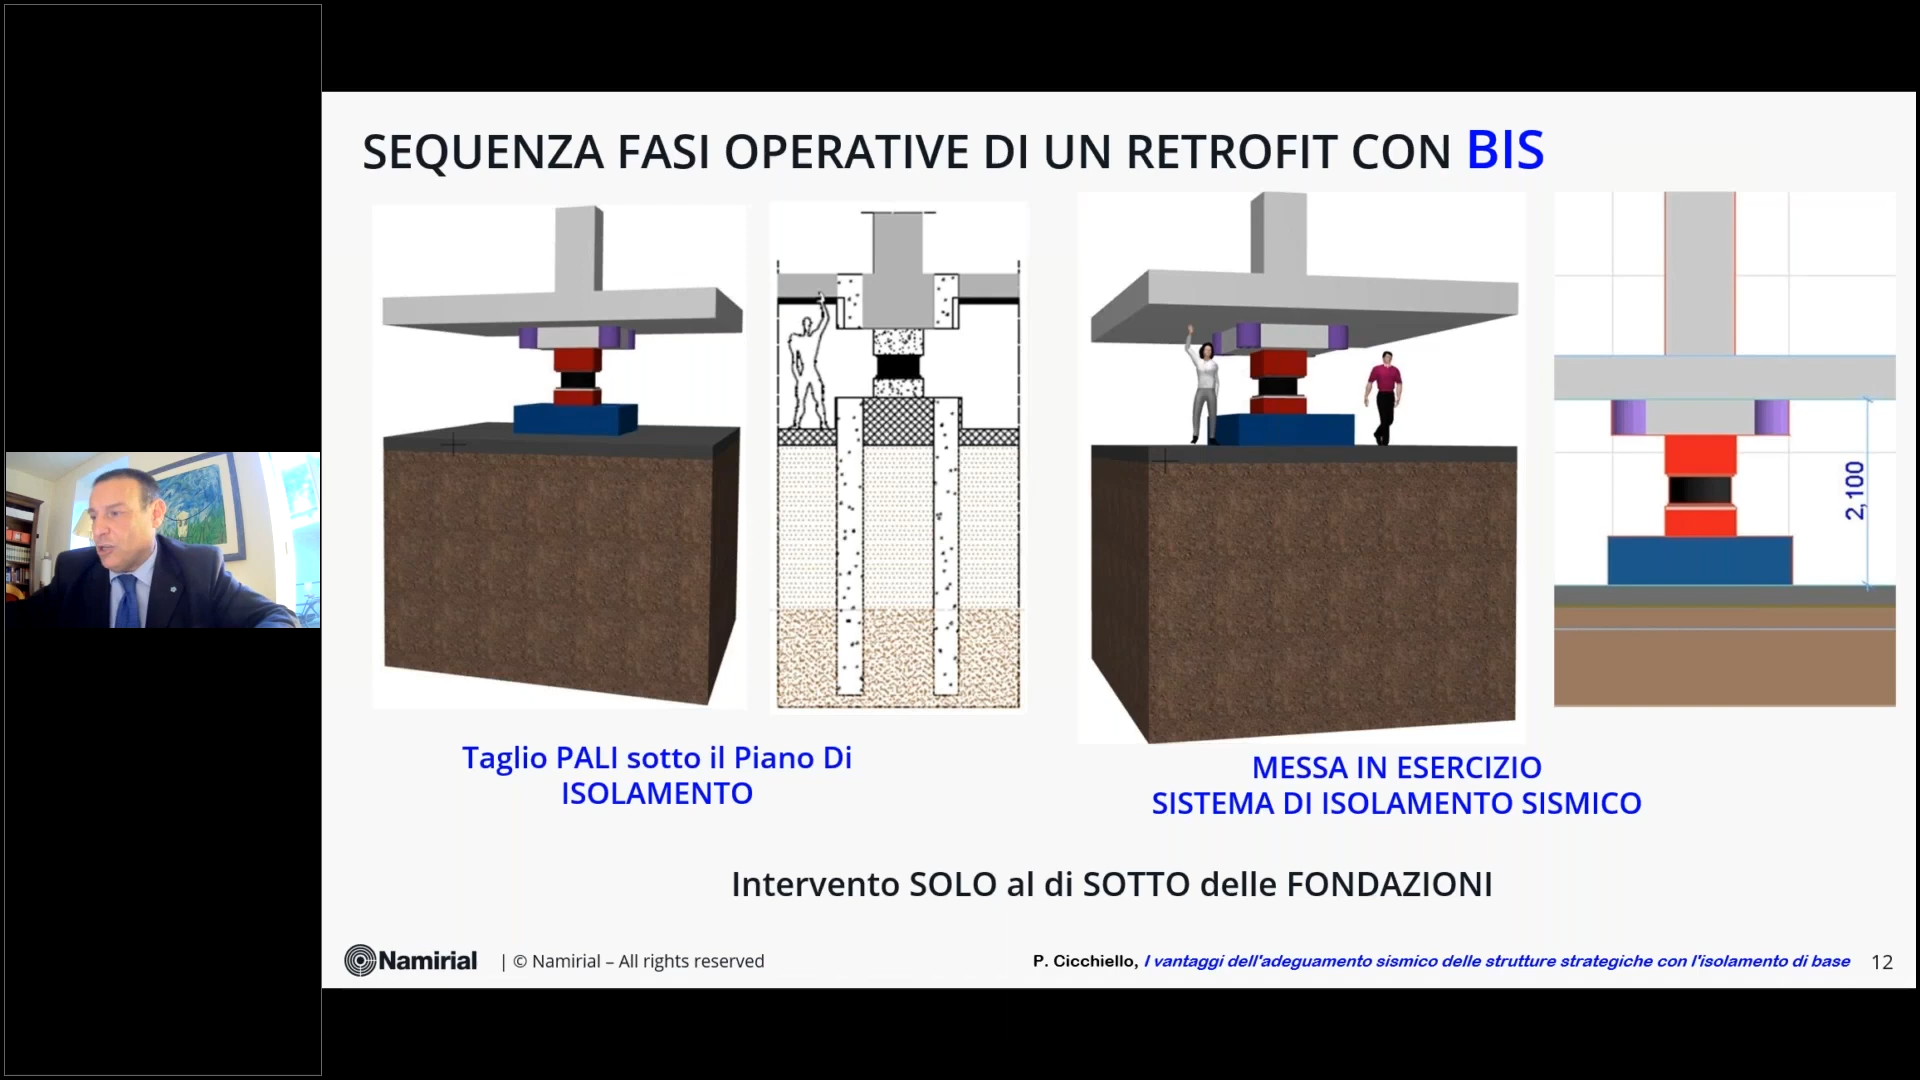 SEQUENZA FASI OPERATIVE DI UN RETROFIT CON BIS
2,100
Taglio PALI sotto il Piano Di
ISOLAMENTO
MESSA IN ESERCIZIO
SISTEMA DI ISOLAMENTO SISMICO
Intervento SOLO al di SOTTO delle FONDAZIONI
Namirial | © Namirial – All rights reserved
P. Cicchiello, I vantaggi dell'adeguamento sismico delle strutture strategiche con l'isolamento di base 12